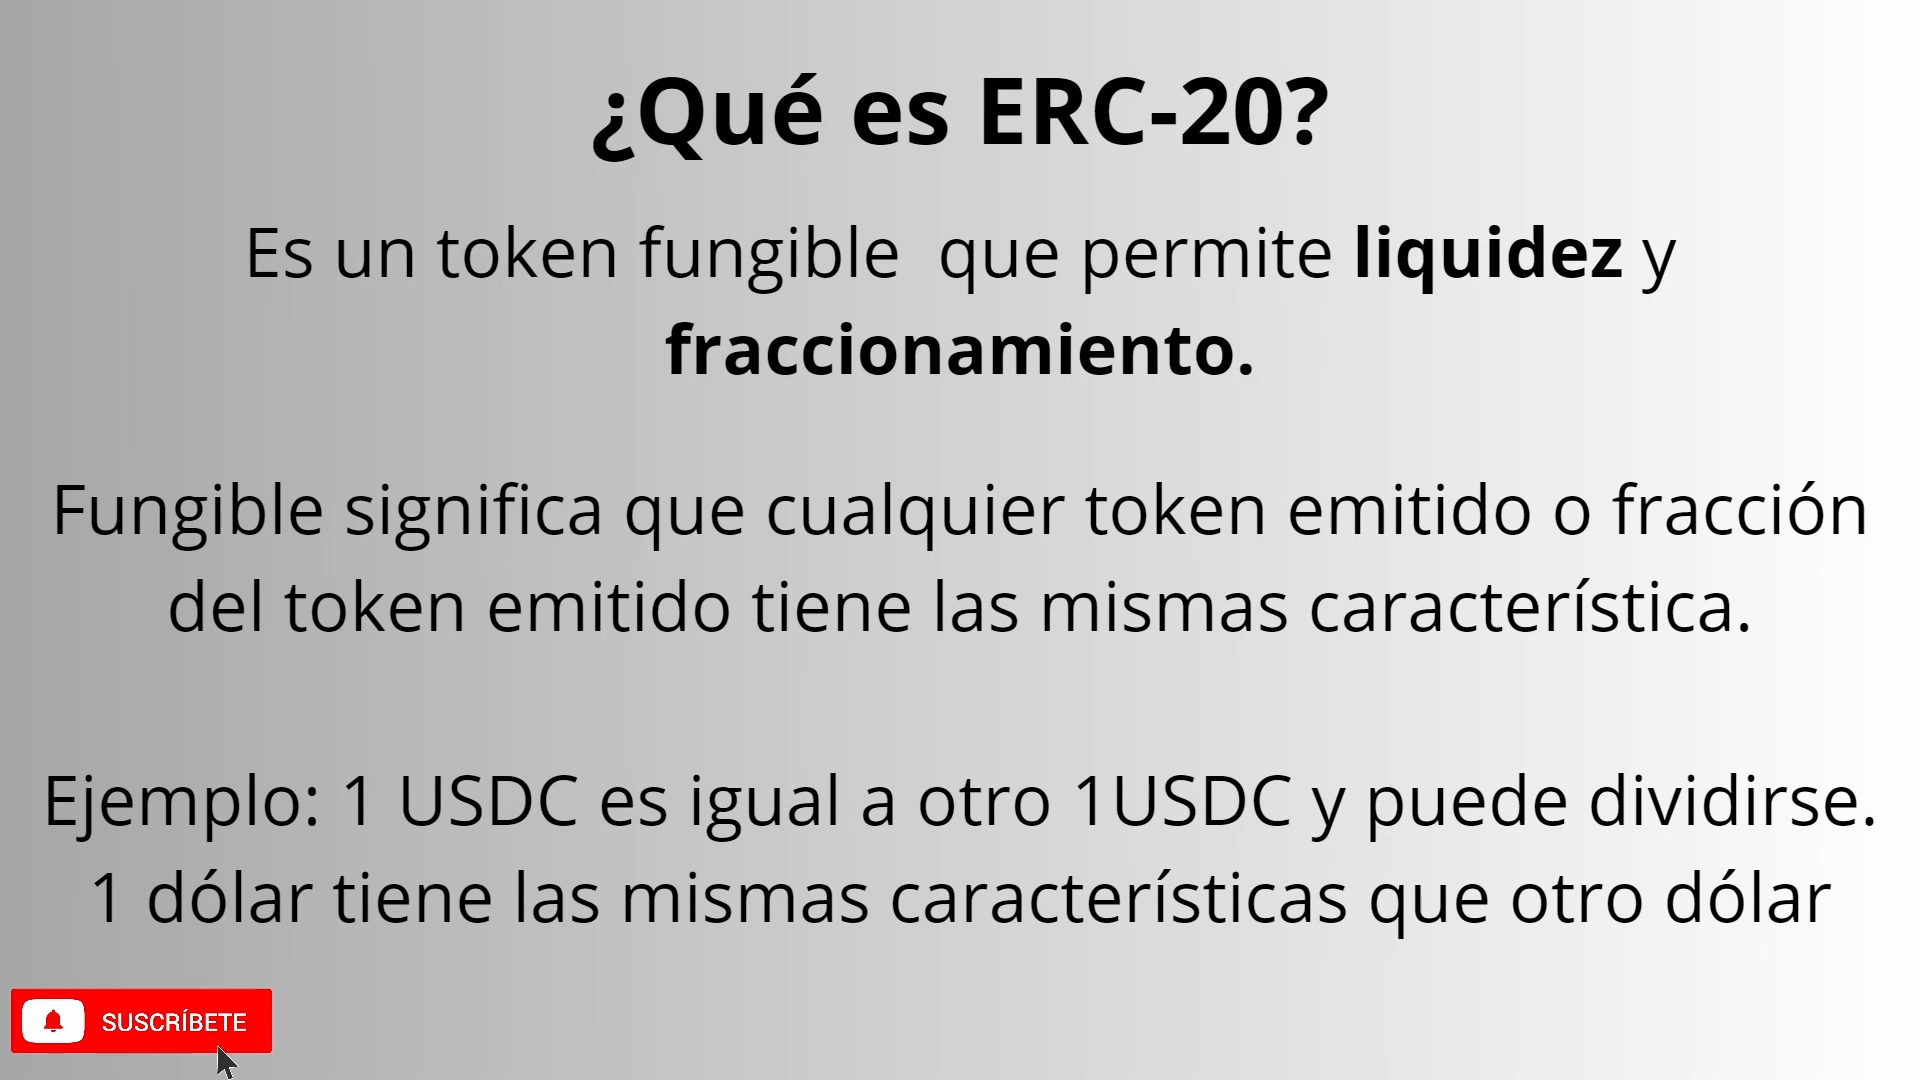 ¿Qué es ERC-20?
Es un token fungible  que permite liquidez y
fraccionamiento.
Fungible significa que cualquier token emitido o fracción
del token emitido tiene las mismas característica.
Ejemplo: 1 USDC es igual a otro 1USDC y puede dividirse.
1 dólar tiene las mismas características que otro dólar
SUSCRÍBETE